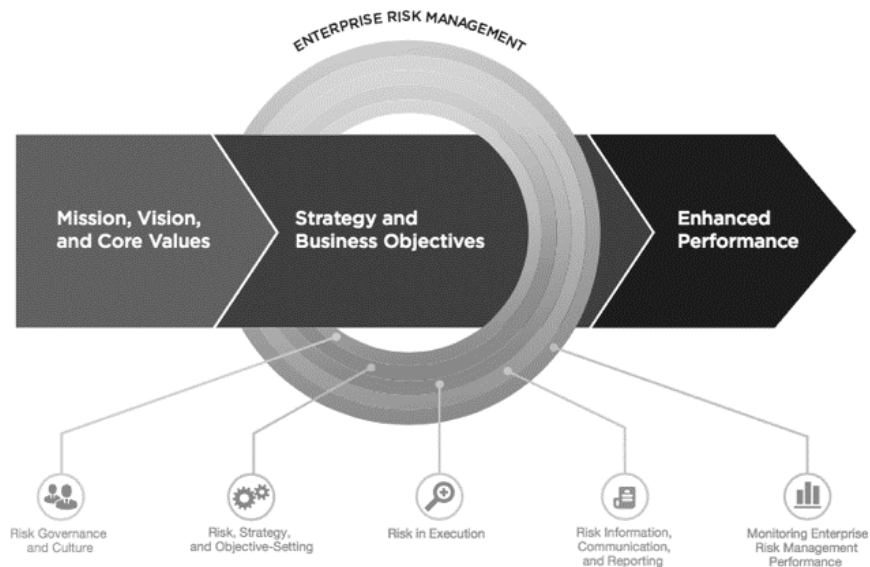 ENTERPRISE RISK MANAGEMENT
Mission, Vision,
and Core Values
Strategy and
Business Objectives
Enhanced
Performance
Risk Governance
and Culture
Risk, Strategy,
and Objective-Setting
Risk in Execution
Risk Information,
Communication,
and Reporting
Monitoring Enterprise
Risk Management
Performance